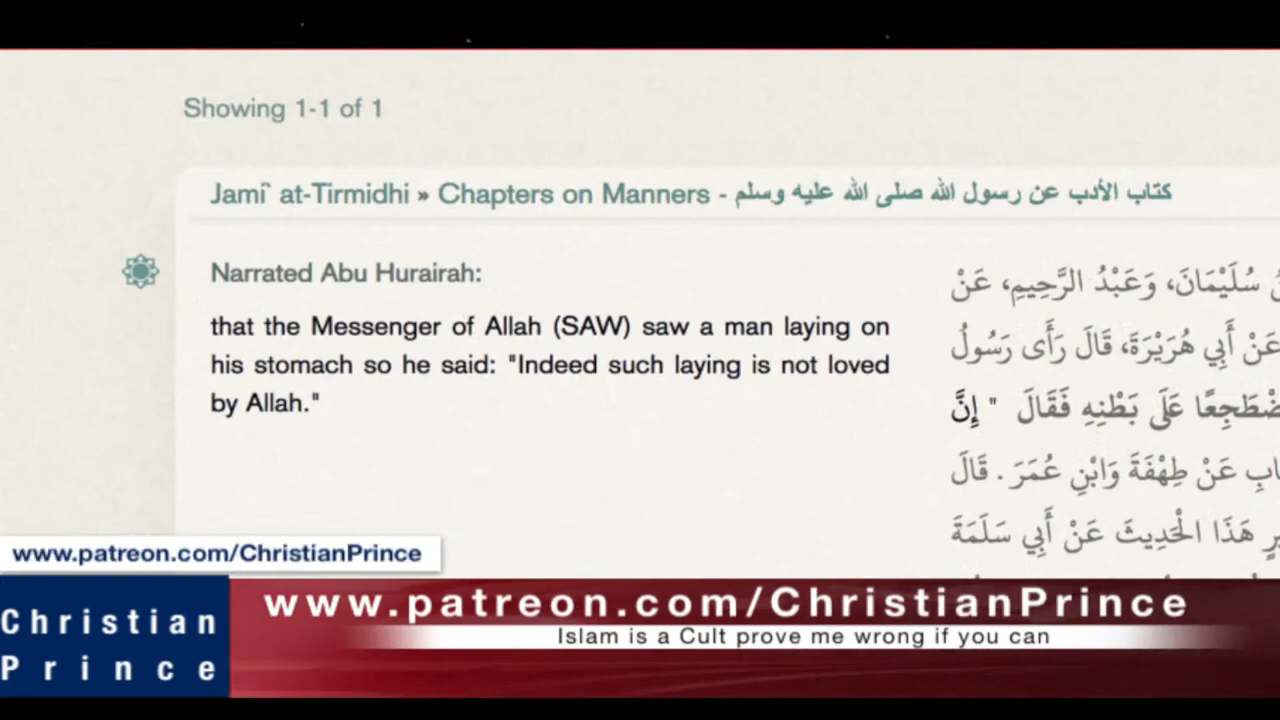 Showing 1-1 of 1
Jami` at-Tirmidhi » Chapters on Manners - كتاب الأدب عن رسول الله صلى الله عليه وسلم
Narrated Abu Hurairah:
that the Messenger of Allah (SAW) saw a man laying on
his stomach so he said: "Indeed such laying is not loved
by Allah."
سُلَيْمَانَ، وَعَبْدُ الرَّحِيمِ، عَنْ
عَنْ أَبِي هُرَيْرَةَ، قَالَ رَأَى رَسُولُ
عَلَى بَطْنِهِ فَقَالَ " إِنَّ
عَنْ طِهْفَةَ وَابْنِ عُمَرَ . قَالَ
هَذَا الْحَدِيثَ عَنْ أَبِي سَلَمَةَ
www.patreon.com/ChristianPrince
Christian
Prince
www.patreon.com/ChristianPrince
Islam is a Cult prove me wrong if you can